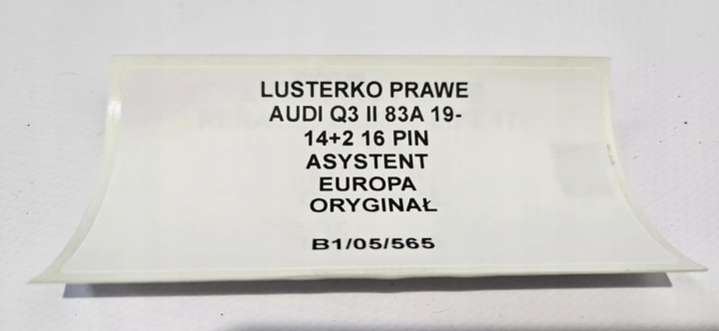 LUSTERKO PRAWE
AUDI Q3 II 83A 19-
14+2 16 PIN
ASYSTENT
EUROPA
ORYGINAŁ
B1/05/565